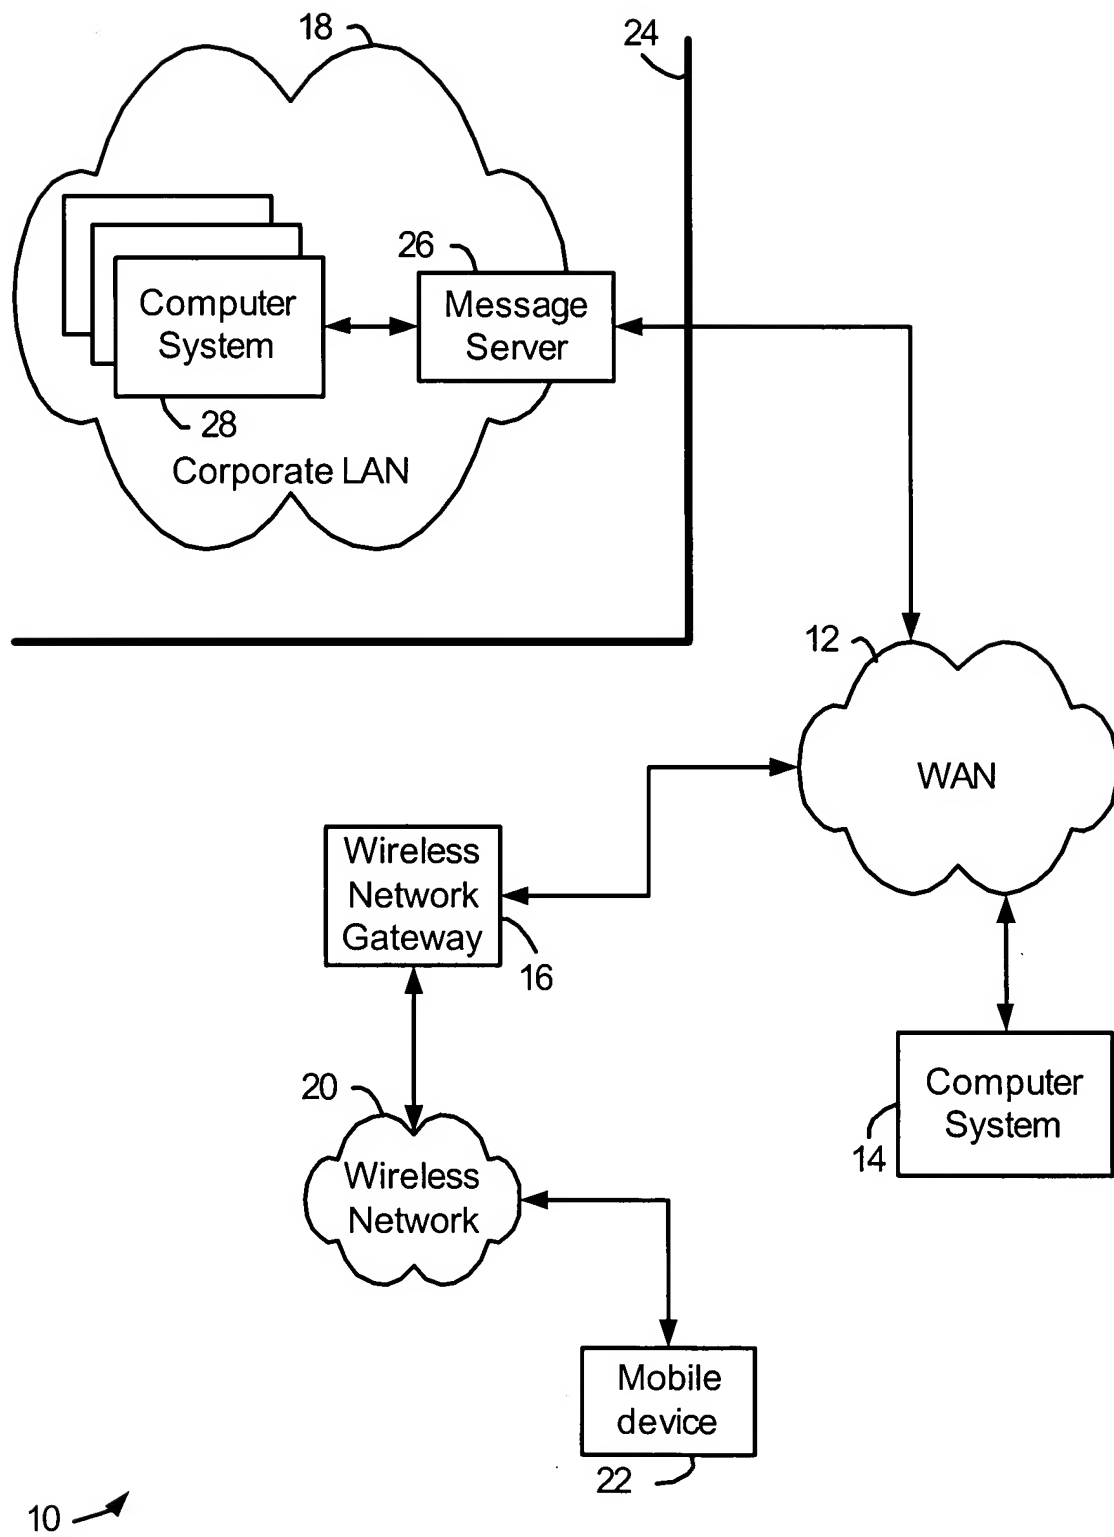 18
24
26
Computer
System
Message
Server
28
Corporate LAN
12
WAN
Wireless
Network
Gateway
16
20
Wireless
Network
Computer
System
14
Mobile
device
22
10